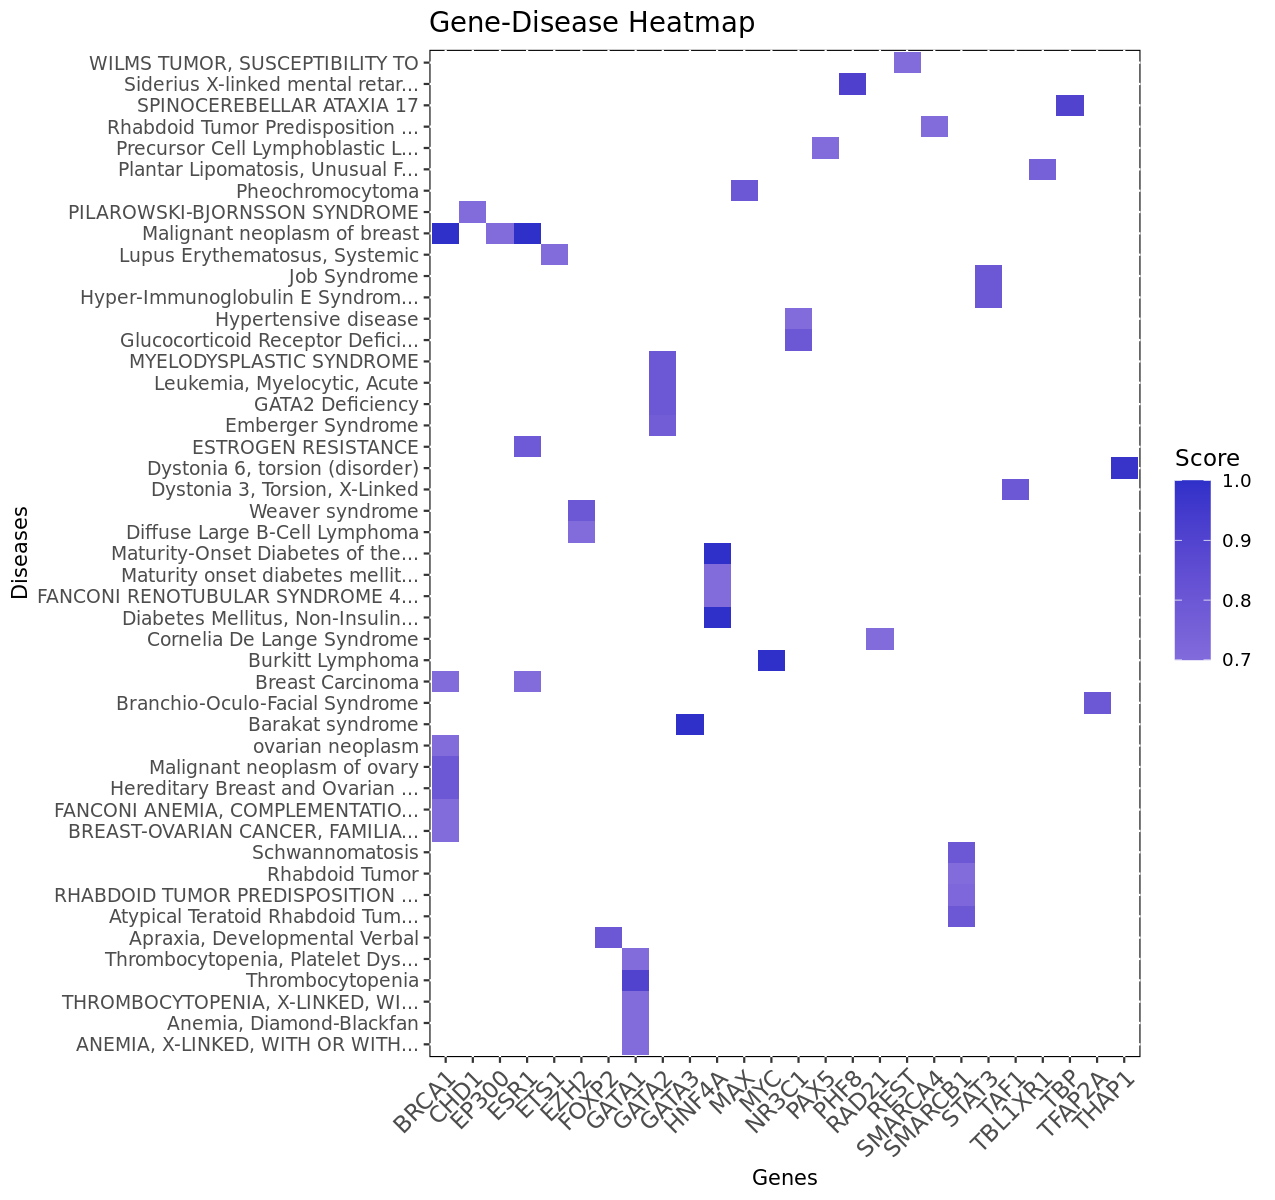 Gene-Disease Heatmap
WILMS TUMOR, SUSCEPTIBILITY TO
Siderius X-linked mental retar...
SPINOCEREBELLAR ATAXIA 17
Rhabdoid Tumor Predisposition ...
Precursor Cell Lymphoblastic L...
Plantar Lipomatosis, Unusual F...
Pheochromocytoma
PILAROWSKI-BJORNSSON SYNDROME
Malignant neoplasm of breast
Lupus Erythematosus, Systemic
Job Syndrome
Hyper-Immunoglobulin E Syndrom...
Hypertensive disease
Glucocorticoid Receptor Defici...
MYELODYSPLASTIC SYNDROME
Leukemia, Myelocytic, Acute
GATA2 Deficiency
Emberger Syndrome
ESTROGEN RESISTANCE
Dystonia 6, torsion (disorder)
Dystonia 3, Torsion, X-Linked
Weaver syndrome
Diffuse Large B-Cell Lymphoma
Maturity-Onset Diabetes of the...
Maturity onset diabetes mellit...
FANCONI RENOTUBULAR SYNDROME 4...
Diabetes Mellitus, Non-Insulin...
Cornelia De Lange Syndrome
Burkitt Lymphoma
Breast Carcinoma
Branchio-Oculo-Facial Syndrome
Barakat syndrome
ovarian neoplasm
Malignant neoplasm of ovary
Hereditary Breast and Ovarian ...
FANCONI ANEMIA, COMPLEMENTATIO...
BREAST-OVARIAN CANCER, FAMILIA...
Schwannomatosis
Rhabdoid Tumor
RHABDOID TUMOR PREDISPOSITION ...
Atypical Teratoid Rhabdoid Tum...
Apraxia, Developmental Verbal
Thrombocytopenia, Platelet Dys...
Thrombocytopenia
THROMBOCYTOPENIA, X-LINKED, WI...
Anemia, Diamond-Blackfan
ANEMIA, X-LINKED, WITH OR WITH...
Diseases
BRCA1
CHD1
EP300
ESR1
ETS1
EZH2
FOXP2
GATA1
GATA2
GATA3
HNF4A
MAX
MYC
NR3C1
PAX5
PHF8
RAD21
REST
SMARCA4
SMARCB1
STAT3
TAF1
TBL1XR1
TBP
TFAP2A
THAP1
Genes
Score
1.0
0.9
0.8
0.7